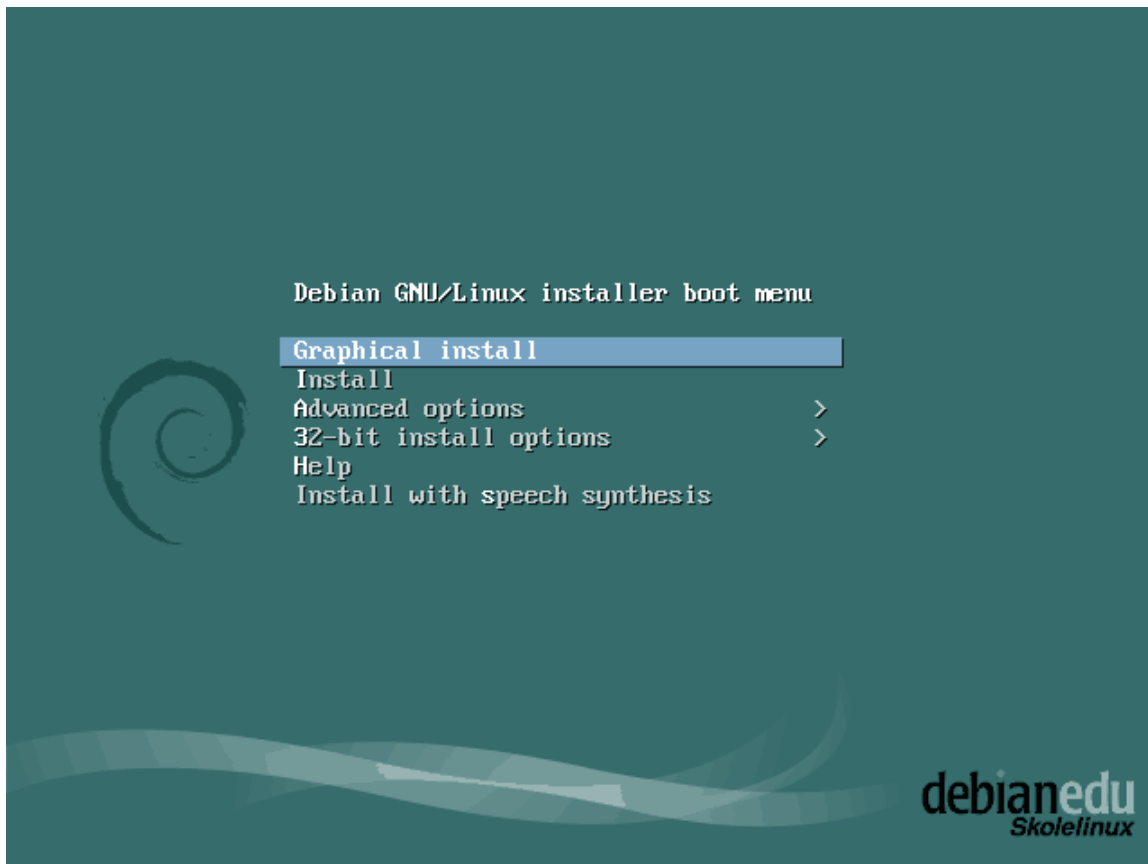 Debian GNU/Linux installer boot menu
Graphical install
Install
Advanced options >
32-bit install options >
Help
Install with speech synthesis
debianedu
Skolelinux